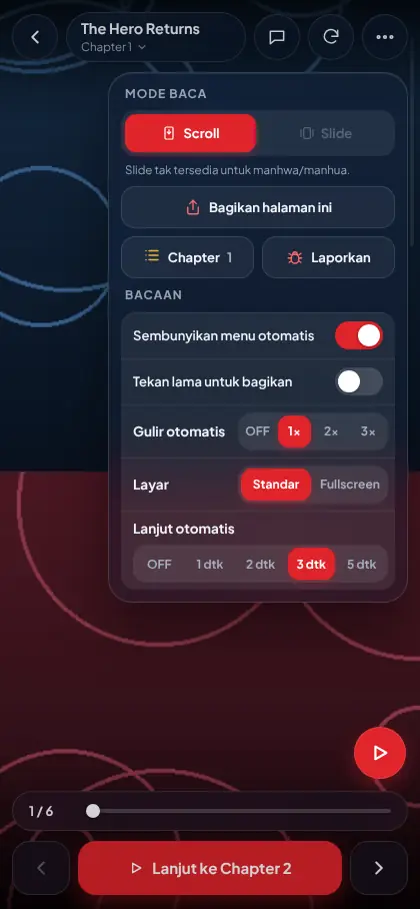 The Hero Returns
Chapter 1
MODE BACA
Scroll
Slide
Slide tak tersedia untuk manhwa/manhua.
Bagikan halaman ini
Chapter 1
Laporkan
BACAAN
Sembunyikan menu otomatis
Tekan lama untuk bagikan
Gulir otomatis OFF 1× 2× 3×
Layar Standar Fullscreen
Lanjut otomatis
OFF 1 dtk 2 dtk 3 dtk 5 dtk
1 / 6
Lanjut ke Chapter 2